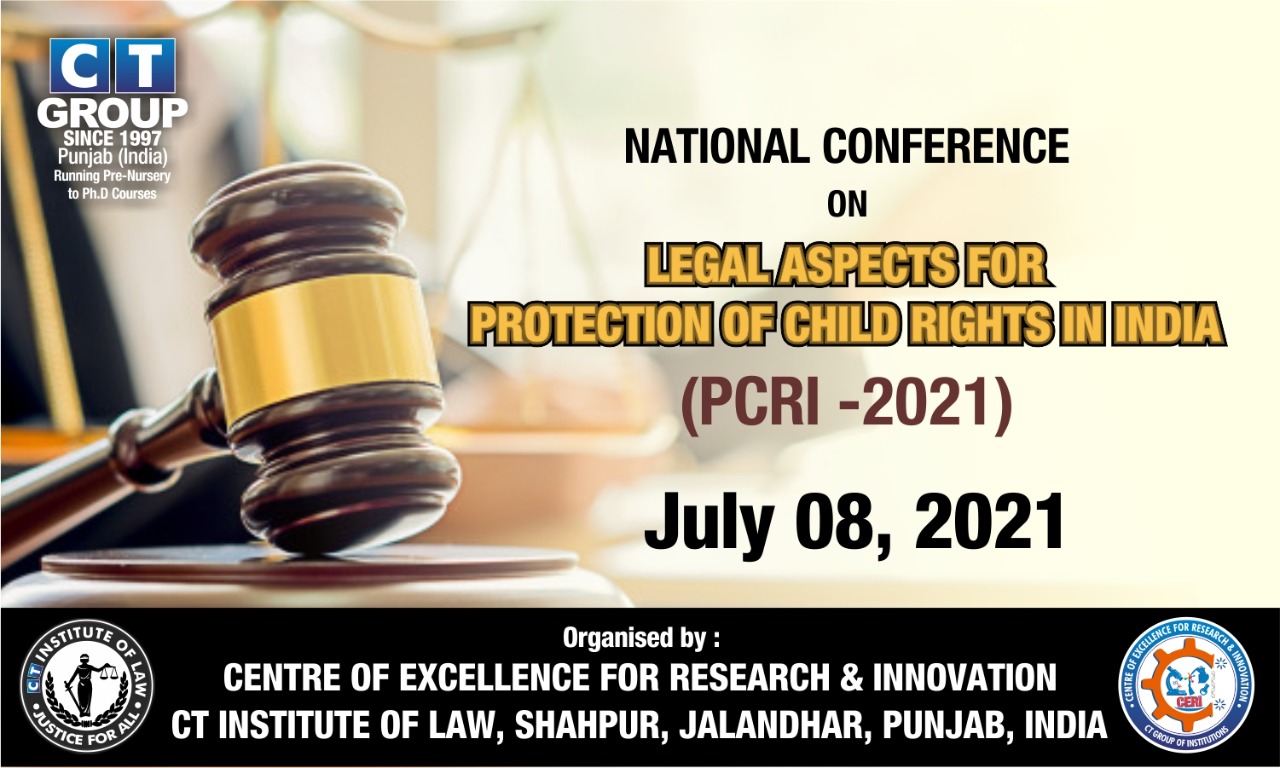 CT
GROUP
SINCE 1997
Punjab (India)
Running Pre-Nursery
to Ph.D Courses
NATIONAL CONFERENCE
ON
LEGAL ASPECTS FOR
PROTECTION OF CHILD RIGHTS IN INDIA
(PCRI -2021)
July 08, 2021
Organised by :
CENTRE OF EXCELLENCE FOR RESEARCH & INNOVATION
CT INSTITUTE OF LAW, SHAHPUR, JALANDHAR, PUNJAB, INDIA
CT INSTITUTE OF LAW
• JUSTICE FOR ALL •
• CENTRE OF EXCELLENCE FOR RESEARCH & INNOVATION •
CERI
CT GROUP OF INSTITUTIONS